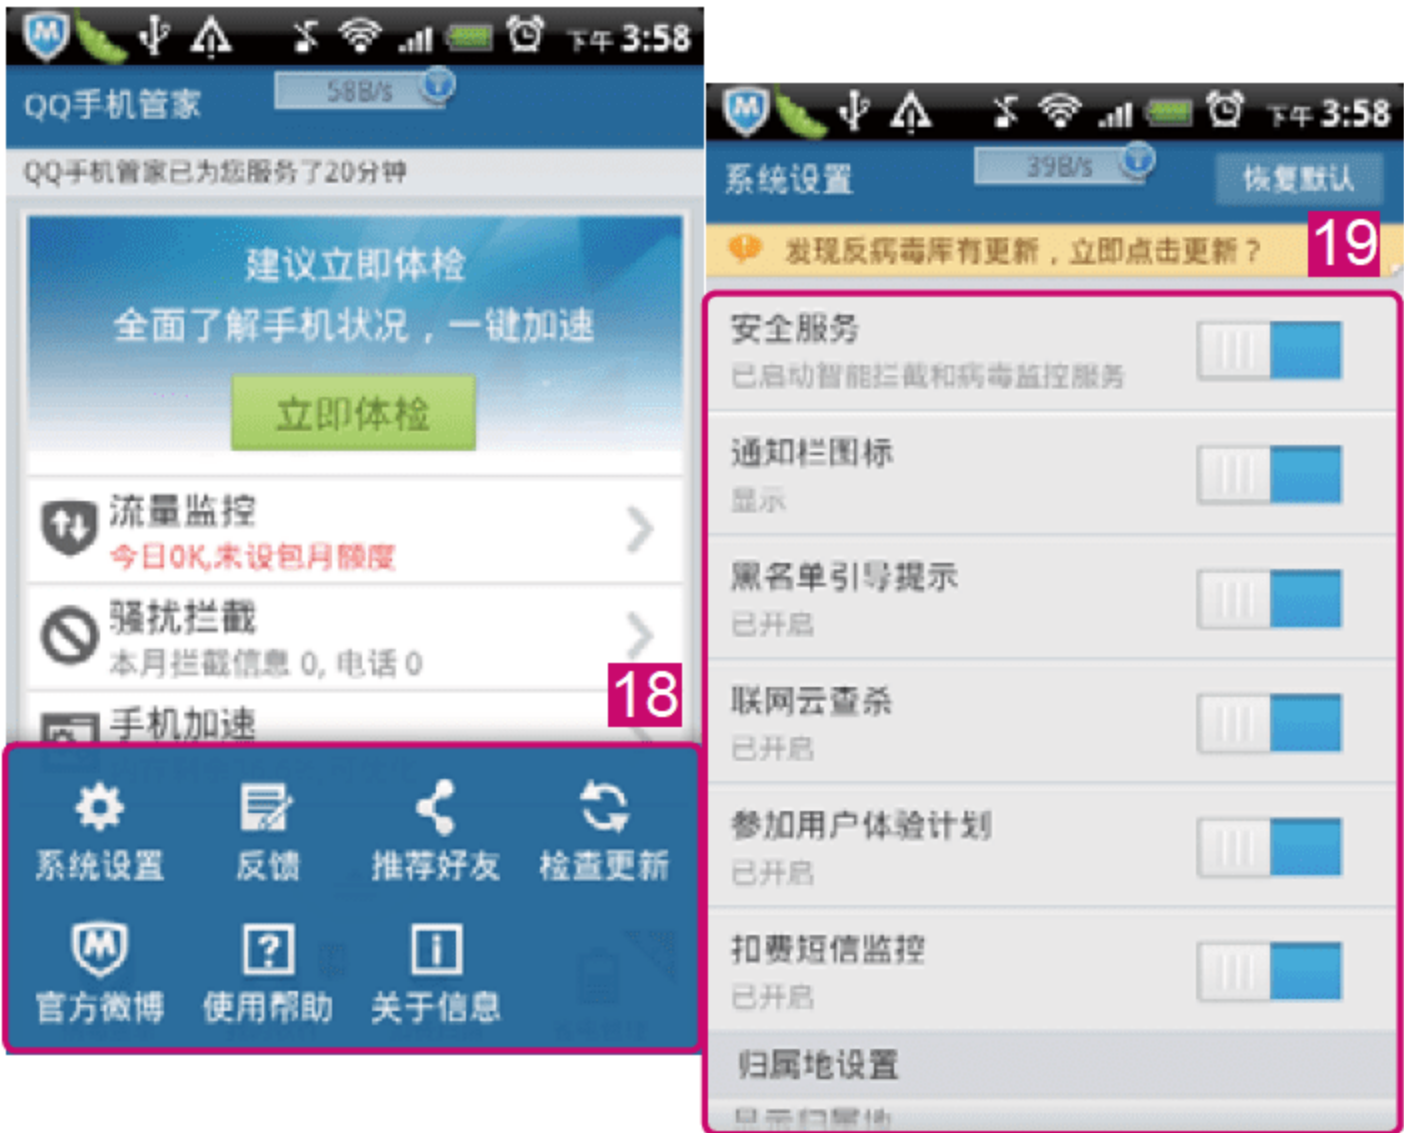 下午 3:58
QQ手机管家
58B/s
QQ手机管家已为您服务了20分钟
建议立即体检
全面了解手机状况，一键加速
立即体检
流量监控
今日0K,未设包月额度
骚扰拦截
本月拦截信息 0, 电话 0
18
手机加速
系统设置 反馈 推荐好友 检查更新
官方微博 使用帮助 关于信息
下午 3:58
系统设置
39B/s
恢复默认
发现反病毒库有更新，立即点击更新？
19
安全服务
已启动智能拦截和病毒监控服务
通知栏图标
显示
黑名单引导提示
已开启
联网云查杀
已开启
参加用户体验计划
已开启
扣费短信监控
已开启
归属地设置
显示归属地